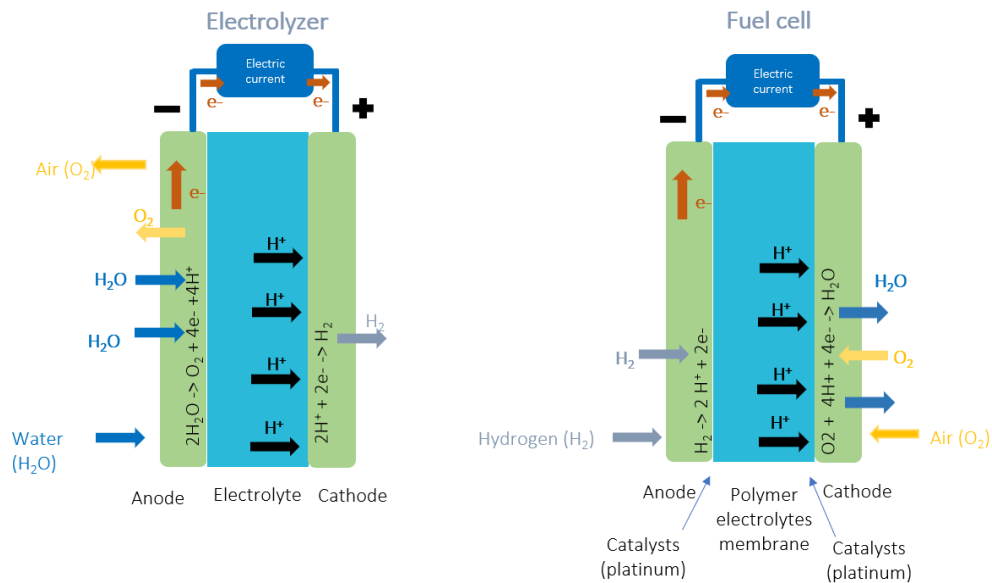 Electrolyzer
Electric
current
e-
e-
−
+
Air (O₂)
e-
O₂
H₂O
H₂O
2H₂O -> O₂ + 4e- +4H⁺
H⁺
H⁺
H⁺
H⁺
2H⁺ + 2e- -> H₂
H₂
Water
(H₂O)
Anode
Electrolyte
Cathode
Fuel cell
Electric
current
e-
e-
−
+
e-
H₂
Hydrogen (H₂)
H₂ -> 2 H⁺ + 2e-
H⁺
H⁺
H⁺
H⁺
O2 + 4H+ + 4e- -> H₂O
H₂O
O₂
Air (O₂)
Anode
Polymer
electrolytes
membrane
Cathode
Catalysts
(platinum)
Catalysts
(platinum)